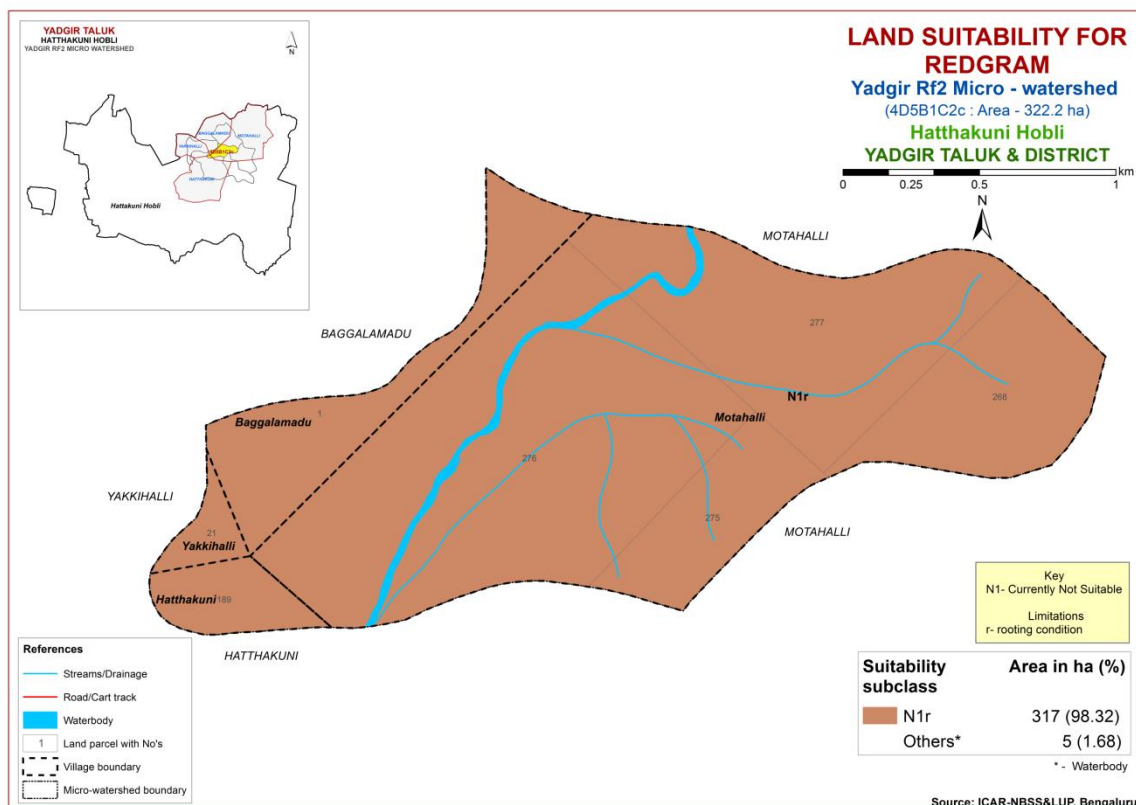 YADGIR TALUK
HATTHAKUNI HOBLI
YADGIR RF2 MICRO WATERSHED
N
BAGGALAMADU
MOTAHALLI
HATTHAKUNI
Hattakuni Hobli
LAND SUITABILITY FOR
REDGRAM
Yadgir Rf2 Micro - watershed
(4D5B1C2c : Area - 322.2 ha)
Hatthakuni Hobli
YADGIR TALUK & DISTRICT
km
0 0.25 0.5 1
N
MOTAHALLI
277
BAGGALAMADU
N1r
268
1
Baggalamadu
Motahalli
276
YAKKIHALLI
275
21
MOTAHALLI
Yakkihalli
Hatthakuni 189
HATTHAKUNI
Key
N1- Currently Not Suitable
Limitations
r- rooting condition
References
Streams/Drainage
Road/Cart track
Waterbody
1 Land parcel with No's
Village boundary
Micro-watershed boundary
Suitability subclass Area in ha (%)
N1r 317 (98.32)
Others* 5 (1.68)
* - Waterbody
Source: ICAR-NBSS&LUP, Bengaluru